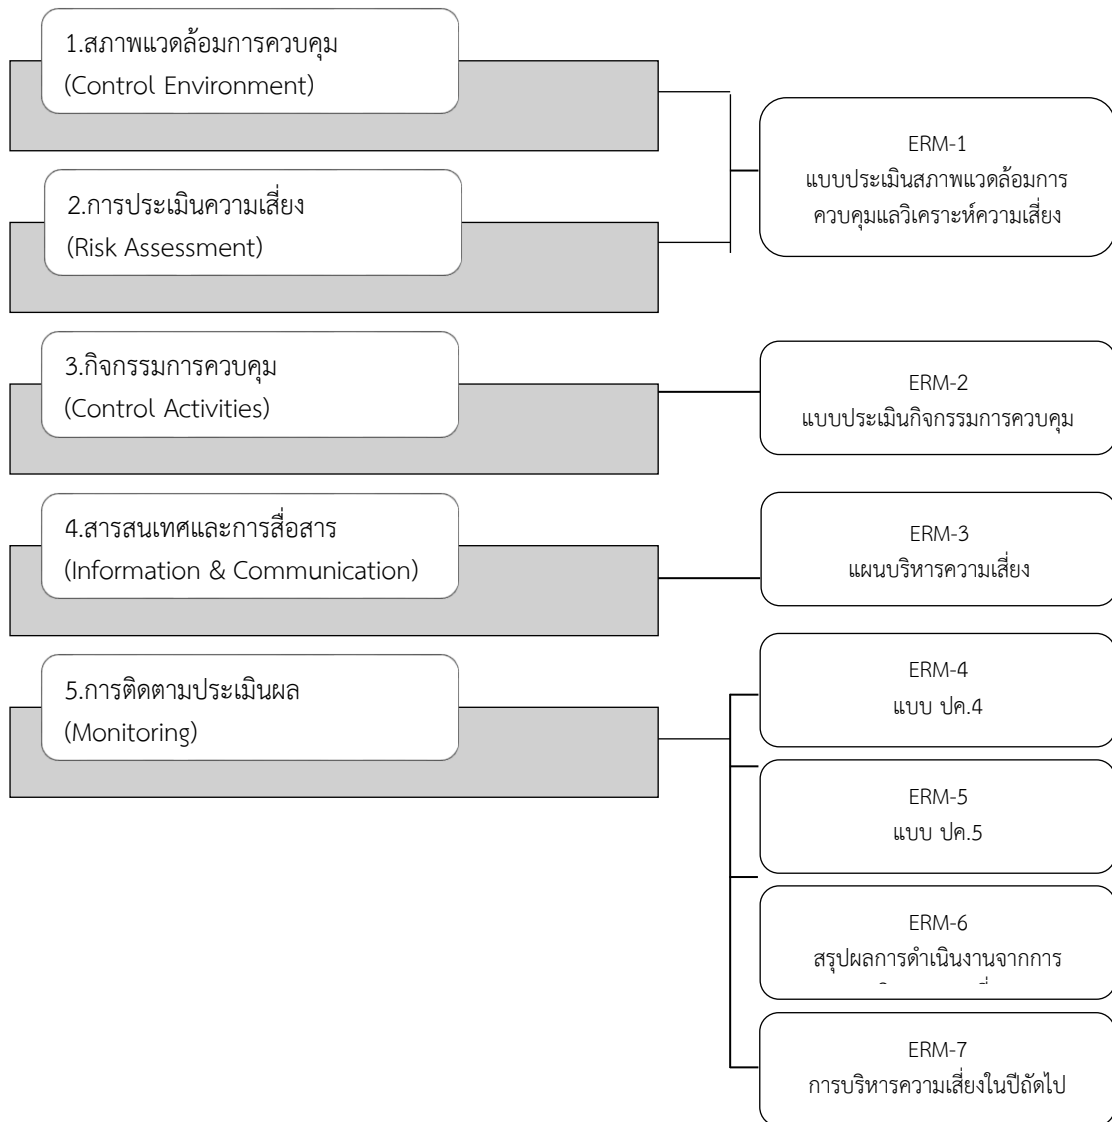 1.สภาพแวดล้อมการควบคุม
(Control Environment)
2.การประเมินความเสี่ยง
(Risk Assessment)
ERM-1
แบบประเมินสภาพแวดล้อมการ
ควบคุมแลวิเคราะห์ความเสี่ยง
3.กิจกรรมการควบคุม
(Control Activities)
ERM-2
แบบประเมินกิจกรรมการควบคุม
4.สารสนเทศและการสื่อสาร
(Information & Communication)
ERM-3
แผนบริหารความเสี่ยง
5.การติดตามประเมินผล
(Monitoring)
ERM-4
แบบ ปค.4
ERM-5
แบบ ปค.5
ERM-6
สรุปผลการดำเนินงานจากการ
ERM-7
การบริหารความเสี่ยงในปีถัดไป